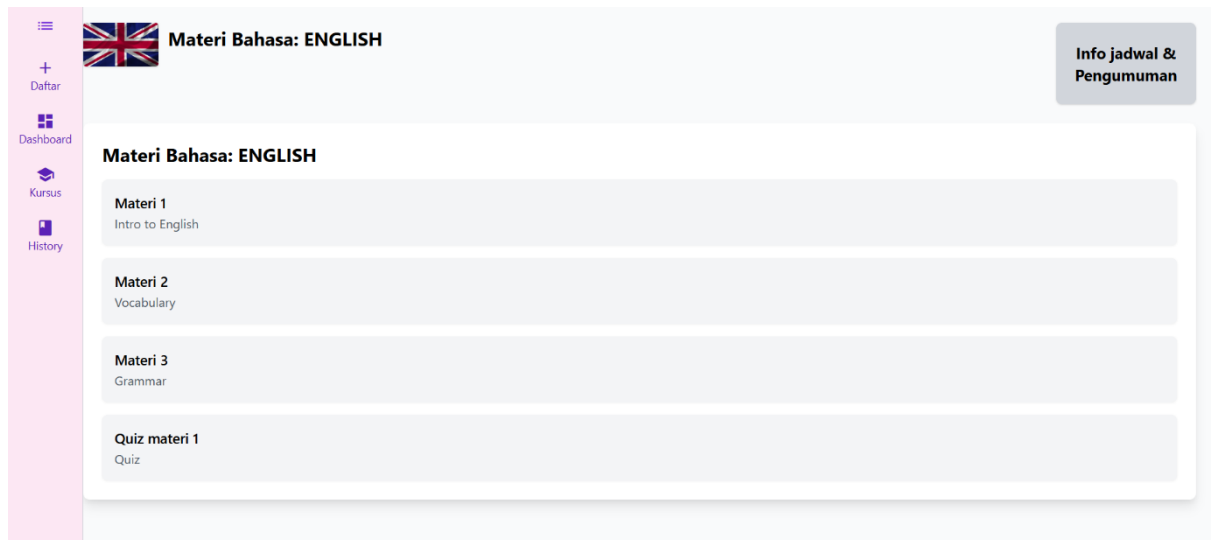 Daftar
Dashboard
Kursus
History
Materi Bahasa: ENGLISH
Info jadwal &
Pengumuman
Materi Bahasa: ENGLISH
Materi 1
Intro to English
Materi 2
Vocabulary
Materi 3
Grammar
Quiz materi 1
Quiz